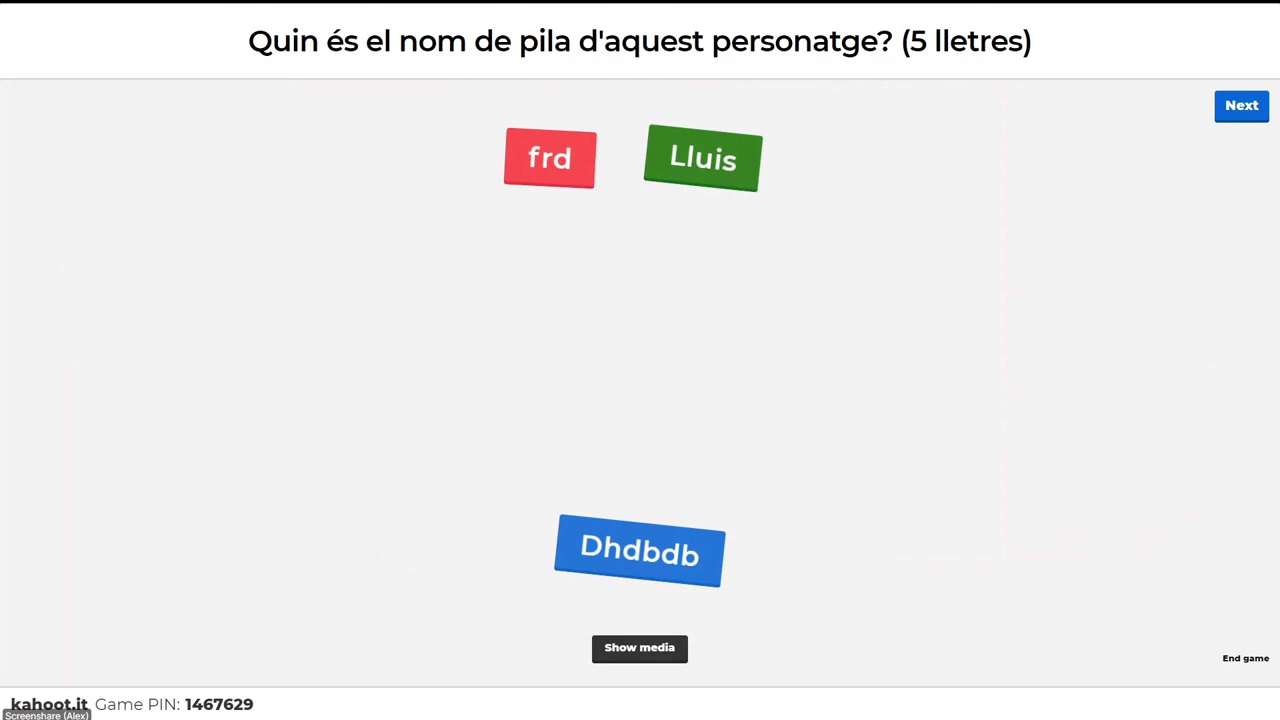 Quin és el nom de pila d'aquest personatge? (5 lletres)
Next
frd
Lluis
Dhdbdb
Show media
End game
kahoot.it Game PIN: 1467629
Screenshare (Alex)